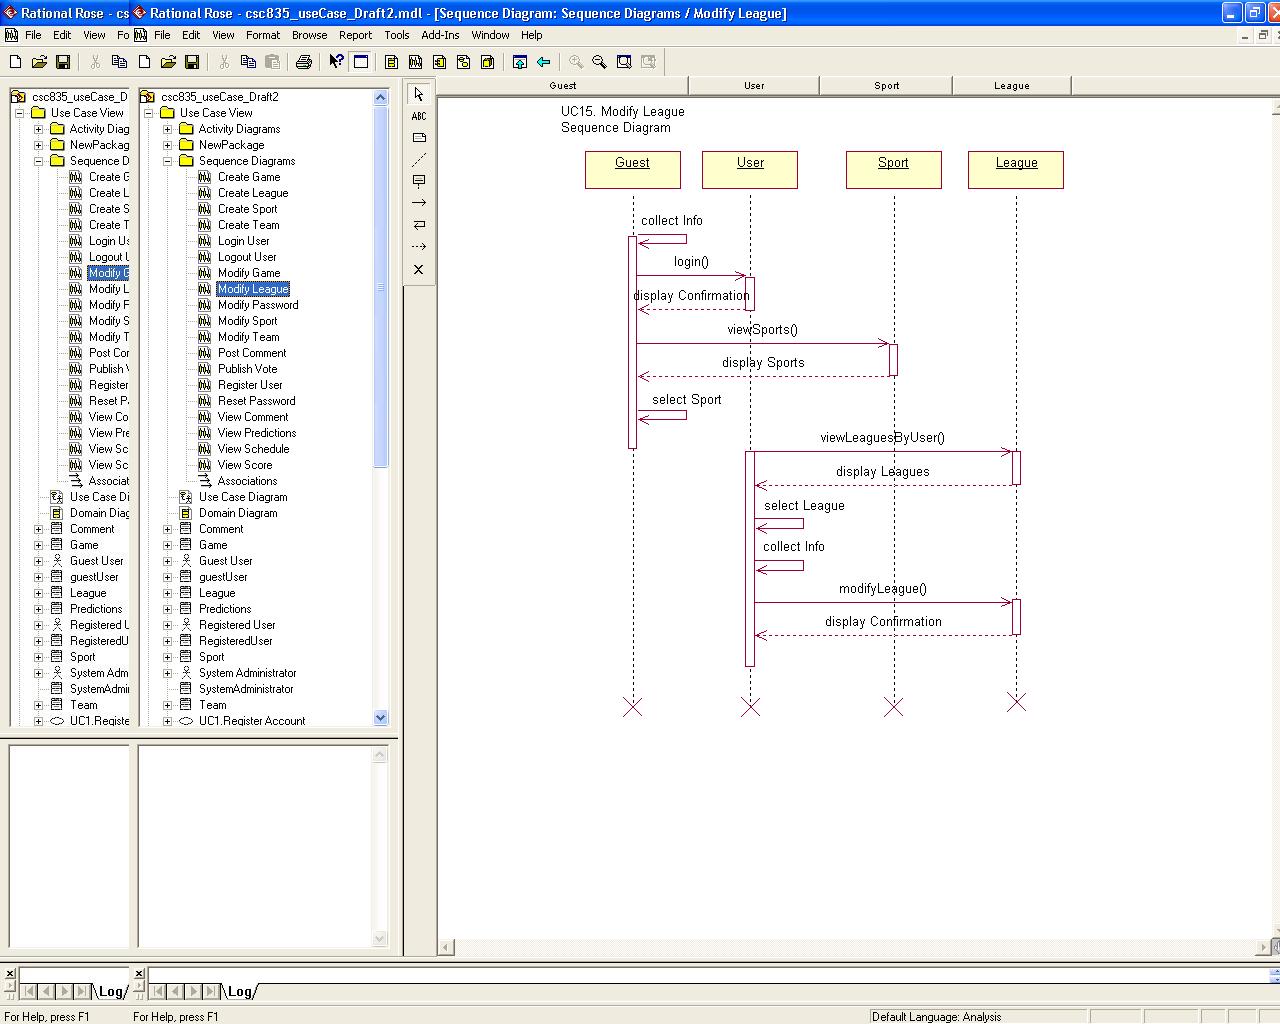 Rational Rose - cs
Rational Rose - csc835_useCase_Draft2.mdl - [Sequence Diagram: Sequence Diagrams / Modify League]
File Edit View Fo
File Edit View Format Browse Report Tools Add-Ins Window Help
csc835_useCase_D
Use Case View
Activity Diag
NewPackag
Sequence D
Create G
Create L
Create S
Create T
Login Us
Logout U
Modify G
Modify L
Modify F
Modify S
Modify T
Post Cor
Publish V
Register
Reset P
View Co
View Pre
View Sc
View Sc
Associat
Use Case Di
Domain Diag
Comment
Game
Guest User
guestUser
League
Predictions
Registered U
RegisteredU
Sport
System Adm
SystemAdmi
Team
UC1.Registe
csc835_useCase_Draft2
Use Case View
Activity Diagrams
NewPackage
Sequence Diagrams
Create Game
Create League
Create Sport
Create Team
Login User
Logout User
Modify Game
Modify League
Modify Password
Modify Sport
Modify Team
Post Comment
Publish Vote
Register User
Reset Password
View Comment
View Predictions
View Schedule
View Score
Associations
Use Case Diagram
Domain Diagram
Comment
Game
Guest User
guestUser
League
Predictions
Registered User
RegisteredUser
Sport
System Administrator
SystemAdministrator
Team
UC1.Register Account
ABC
Guest User Sport League
UC15. Modify League
Sequence Diagram
Guest User Sport League
collect Info
login()
display Confirmation
viewSports()
display Sports
select Sport
viewLeaguesByUser()
display Leagues
select League
collect Info
modifyLeague()
display Confirmation
Log
Log
For Help, press F1
For Help, press F1
Default Language: Analysis